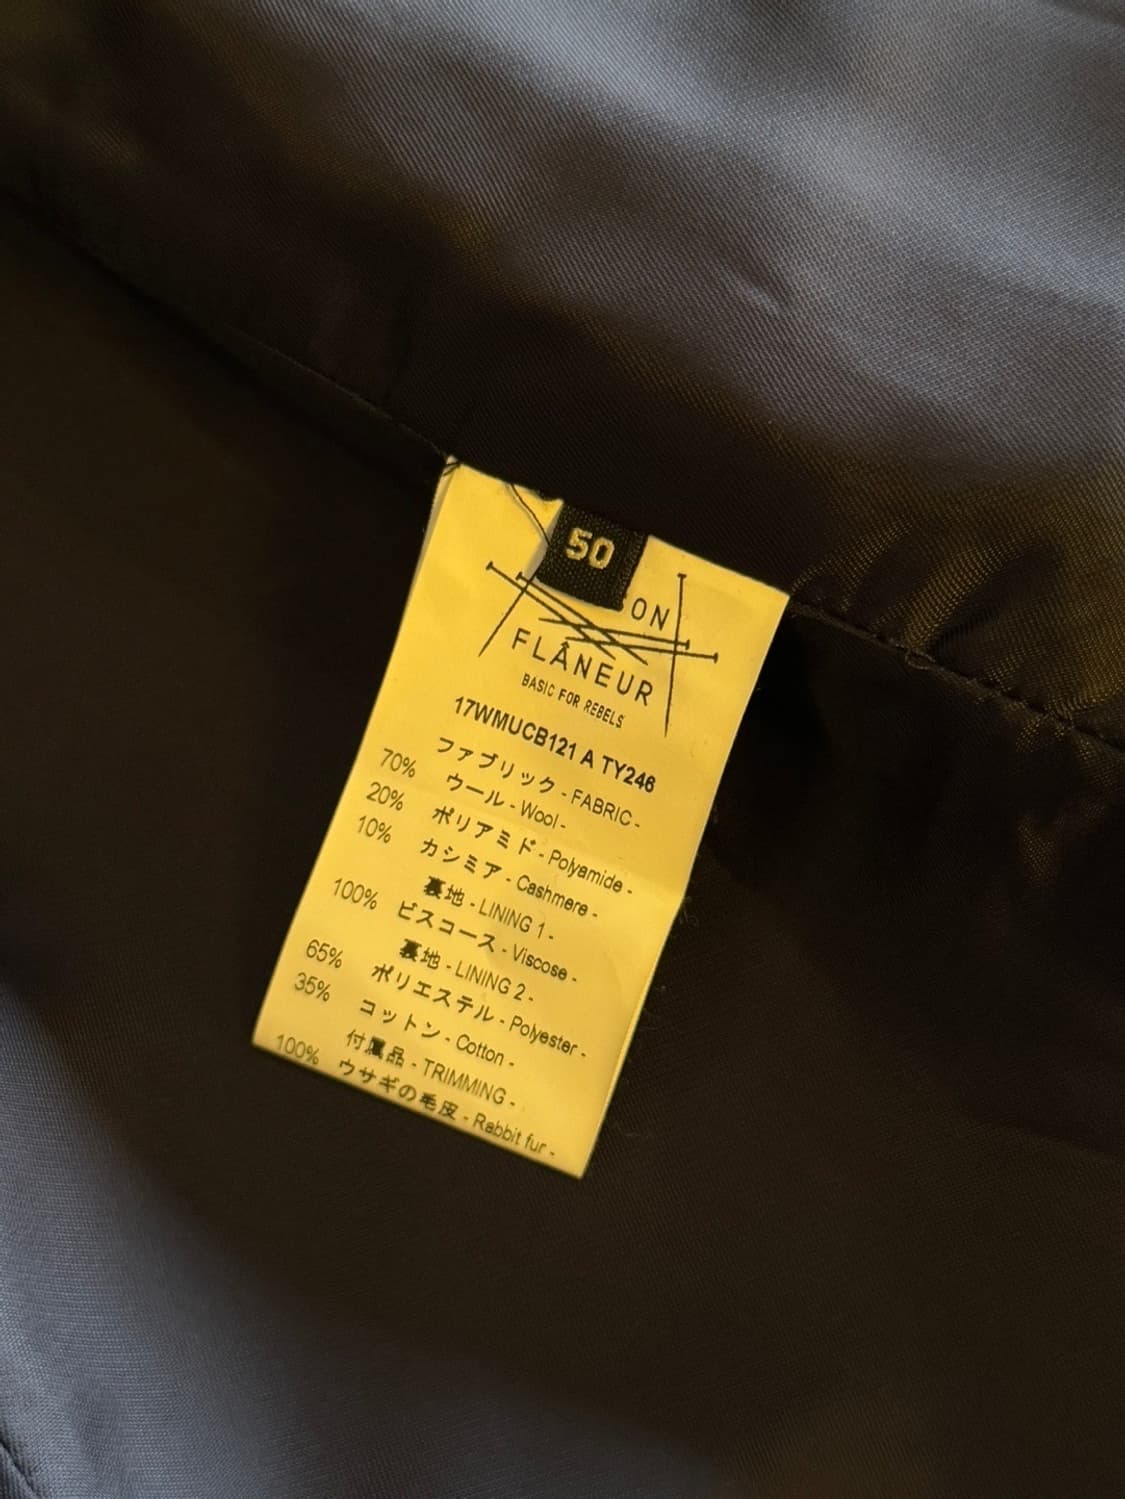 50
ON
FLÂNEUR
BASIC FOR REBELS
17WMUCB121 A TY246
ファブリック - FABRIC -
70% ウール - Wool -
20% ポリアミド - Polyamide -
10% カシミア - Cashmere -
裏地 - LINING 1 -
100% ビスコース - Viscose -
裏地 - LINING 2 -
65% ポリエステル - Polyester -
35% コットン - Cotton -
付属品 - TRIMMING -
100% ウサギの毛皮 - Rabbit fur -